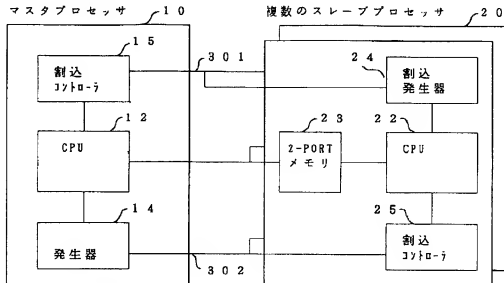 マスタプロセッサ
10
複数のスレーブプロセッサ
20
15
301
24
割込
コントローラ
割込
発生器
12
23
22
CPU
2-PORT
メモリ
CPU
14
25
発生器
302
割込
コントローラ